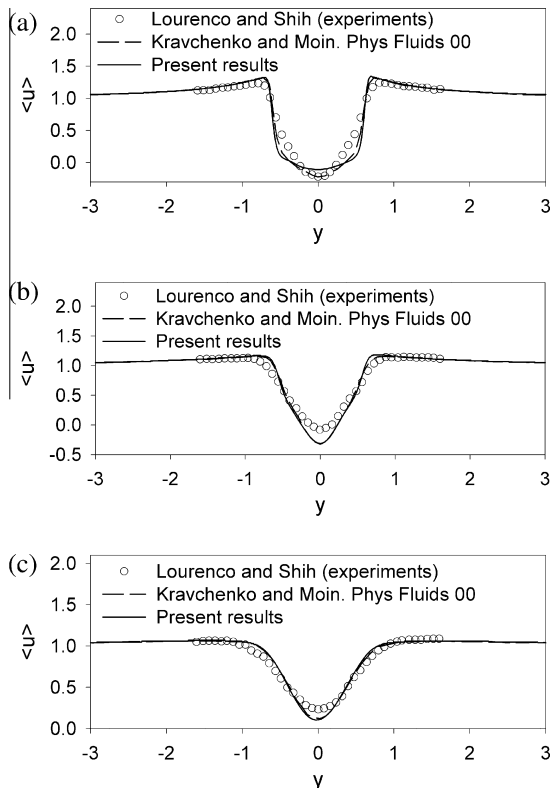 (a)
Lourenco and Shih (experiments)
Kravchenko and Moin. Phys Fluids 00
Present results
2.0
1.5
1.0
0.5
0.0
<u>
-3 -2 -1 0 1 2 3
y
(b)
Lourenco and Shih (experiments)
Kravchenko and Moin. Phys Fluids 00
Present results
2.0
1.5
1.0
0.5
0.0
-0.5
<u>
-3 -2 -1 0 1 2 3
y
(c)
Lourenco and Shih (experiments)
Kravchenko and Moin. Phys Fluids 00
Present results
2.0
1.5
1.0
0.5
0.0
<u>
-3 -2 -1 0 1 2 3
y